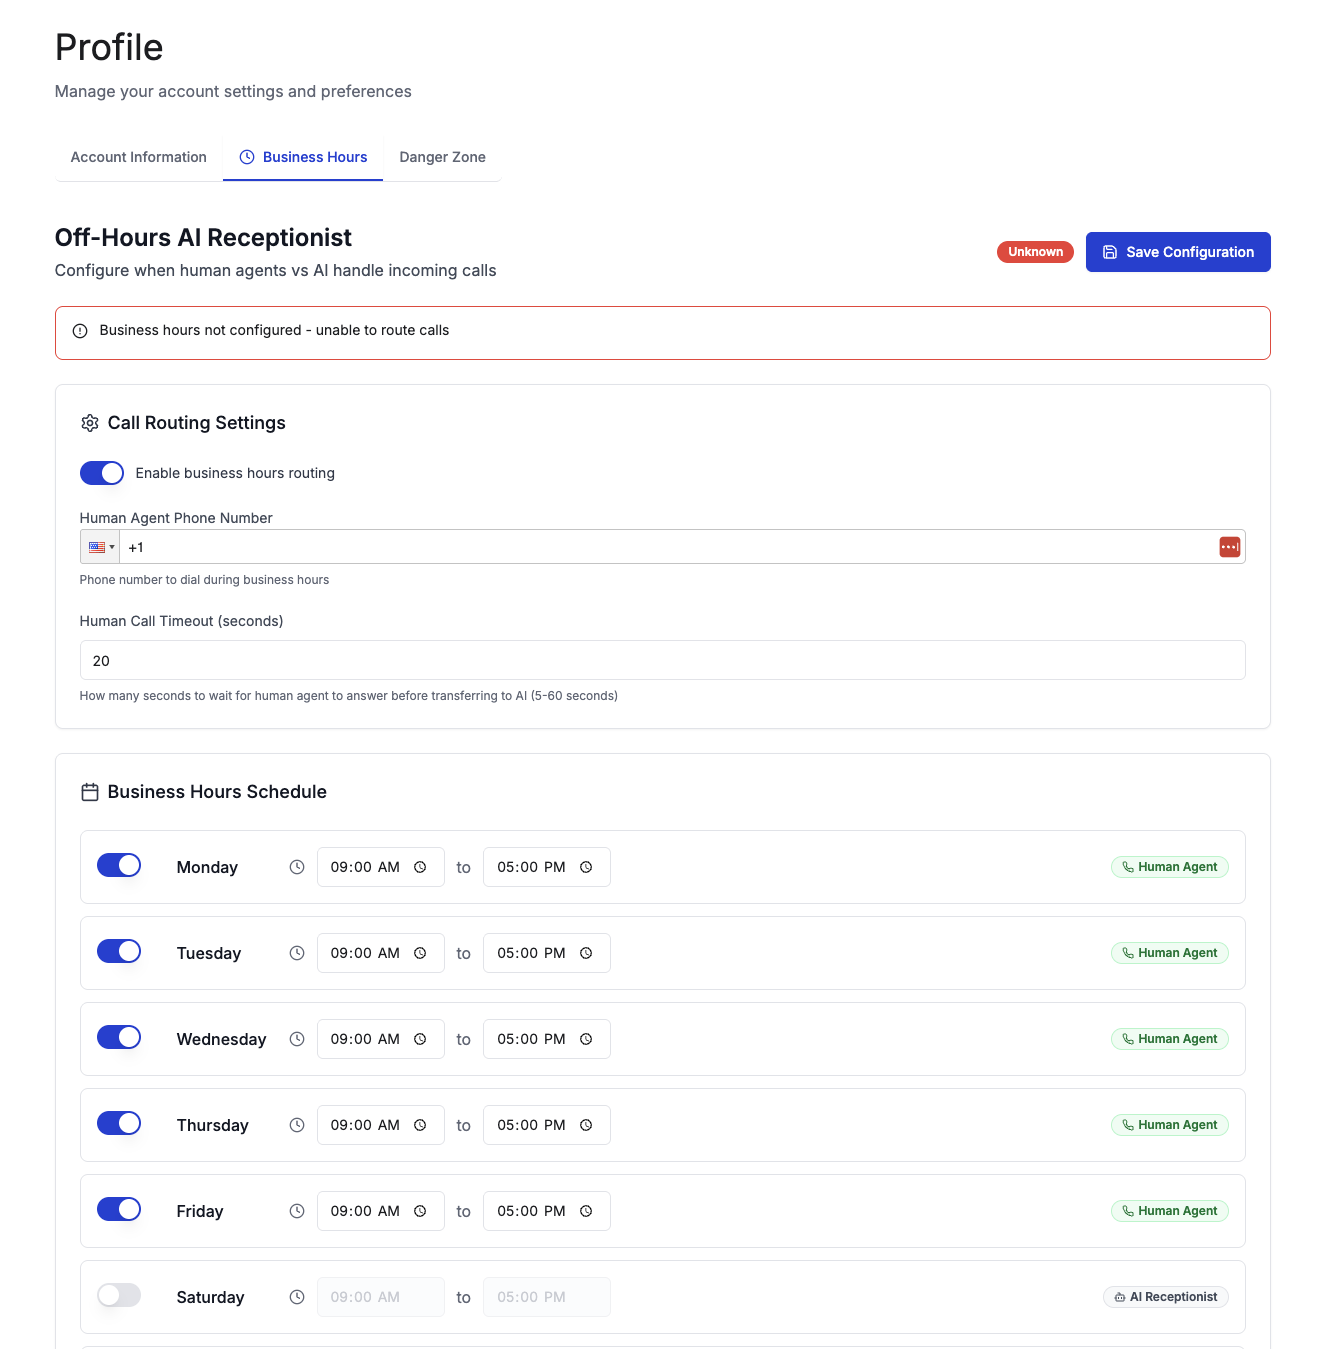 Profile
Manage your account settings and preferences
Account Information
Business Hours
Danger Zone
Off-Hours AI Receptionist
Configure when human agents vs AI handle incoming calls
Unknown
Save Configuration
Business hours not configured - unable to route calls
Call Routing Settings
Enable business hours routing
Human Agent Phone Number
+1
Phone number to dial during business hours
Human Call Timeout (seconds)
20
How many seconds to wait for human agent to answer before transferring to AI (5-60 seconds)
Business Hours Schedule
Monday 09:00 AM to 05:00 PM Human Agent
Tuesday 09:00 AM to 05:00 PM Human Agent
Wednesday 09:00 AM to 05:00 PM Human Agent
Thursday 09:00 AM to 05:00 PM Human Agent
Friday 09:00 AM to 05:00 PM Human Agent
Saturday 09:00 AM to 05:00 PM AI Receptionist